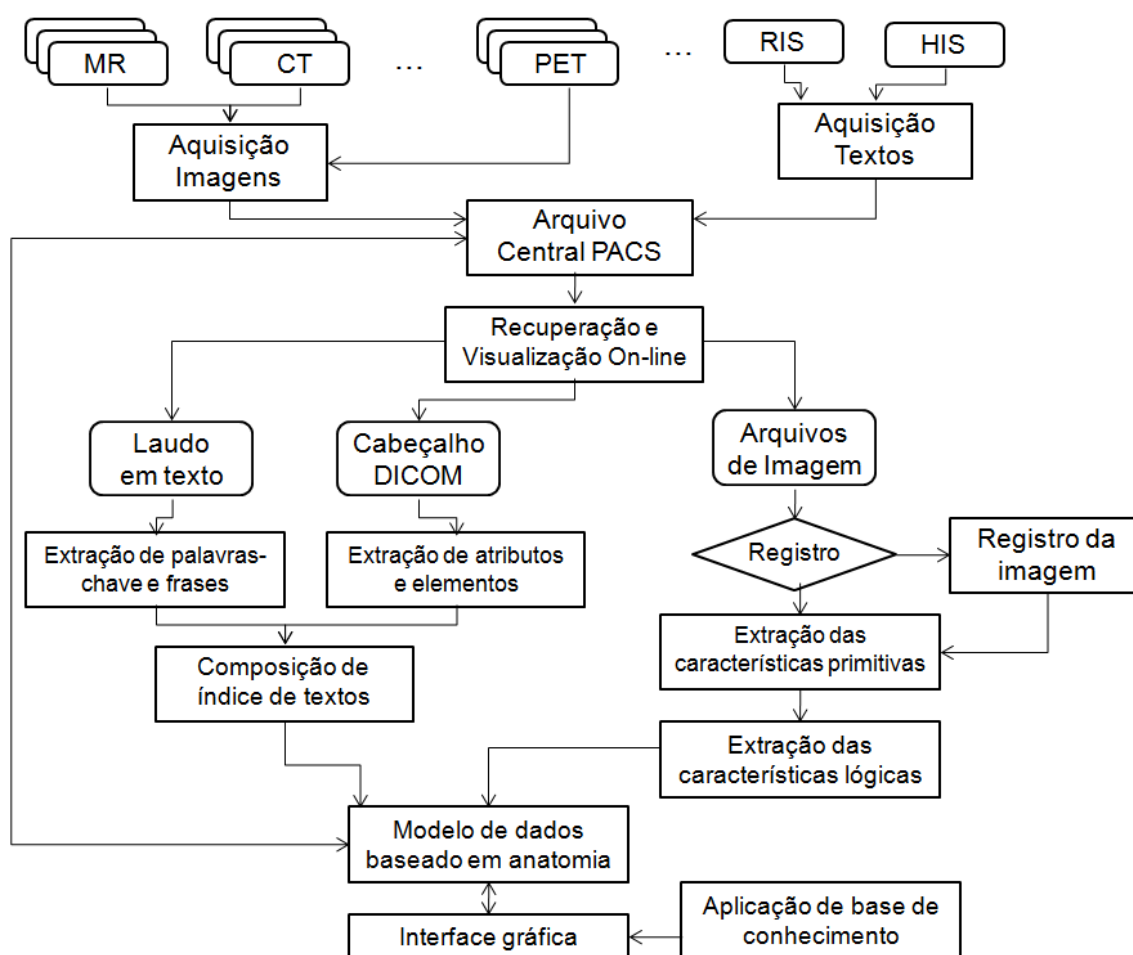 MR
CT
...
PET
...
RIS
HIS
Aquisição
Imagens
Aquisição
Textos
Arquivo
Central PACS
Recuperação e
Visualização On-line
Laudo
em texto
Cabeçalho
DICOM
Arquivos
de Imagem
Extração de palavras-
chave e frases
Extração de atributos
e elementos
Registro
Registro da
imagem
Composição de
índice de textos
Extração das
característícas primitivas
Extração das
característícas lógicas
Modelo de dados
baseado em anatomia
Interface gráfica
Aplicação de base de
conhecimento